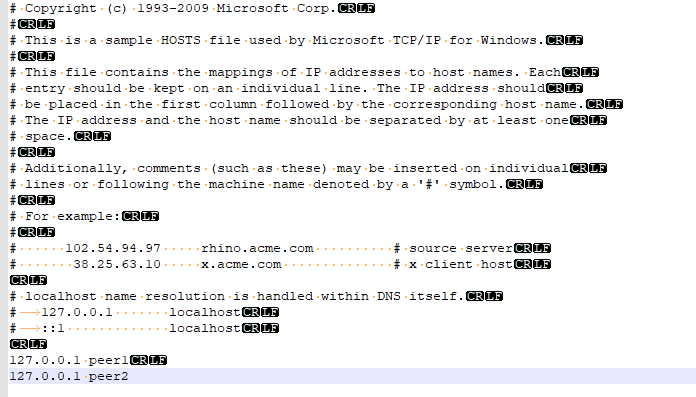 # Copyright (c) 1993-2009 Microsoft Corp.CRLF
#CRLF
# This is a sample HOSTS file used by Microsoft TCP/IP for Windows.CRLF
#CRLF
# This file contains the mappings of IP addresses to host names. EachCRLF
# entry should be kept on an individual line. The IP address shouldCRLF
# be placed in the first column followed by the corresponding host name.CRLF
# The IP address and the host name should be separated by at least oneCRLF
# space.CRLF
#CRLF
# Additionally, comments (such as these) may be inserted on individualCRLF
# lines or following the machine name denoted by a '#' symbol.CRLF
#CRLF
# For example:CRLF
#CRLF
#      102.54.94.97     rhino.acme.com          # source serverCRLF
#       38.25.63.10     x.acme.com              # x client hostCRLF
CRLF
# localhost name resolution is handled within DNS itself.CRLF
#→127.0.0.1       localhostCRLF
#→::1             localhostCRLF
CRLF
127.0.0.1 peer1CRLF
127.0.0.1 peer2